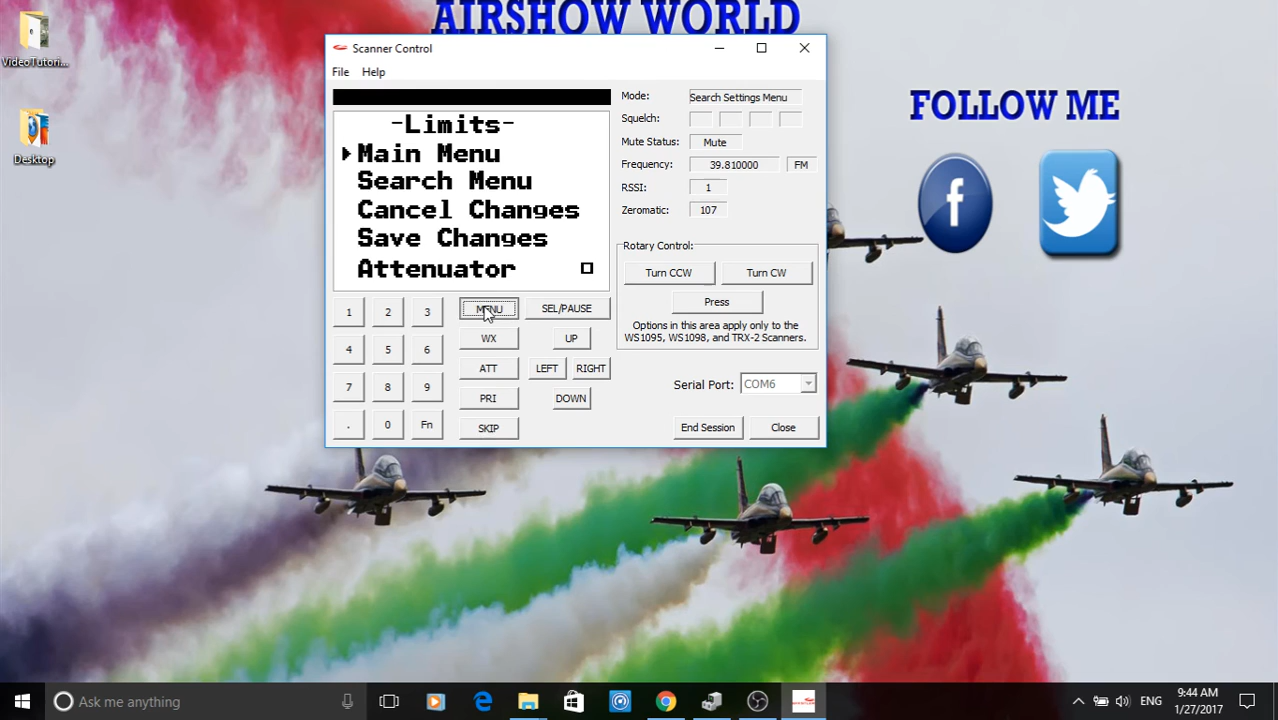 AIRSHOW WORLD
VideoTutori...
Desktop
FOLLOW ME
Scanner Control
File Help
-Limits-
Main Menu
Search Menu
Cancel Changes
Save Changes
Attenuator
Mode: Search Settings Menu
Squelch:
Mute Status: Mute
Frequency: 39.810000 FM
RSSI: 1
Zeromatic: 107
Rotary Control:
Turn CCW Turn CW
Press
Options in this area apply only to the
WS1095, WS1098, and TRX-2 Scanners.
Serial Port: COM6
End Session Close
1 2 3 MENU SEL/PAUSE
WX UP
4 5 6 ATT LEFT RIGHT
7 8 9 PRI DOWN
. 0 Fn SKIP
Ask me anything
ENG
9:44 AM
1/27/2017